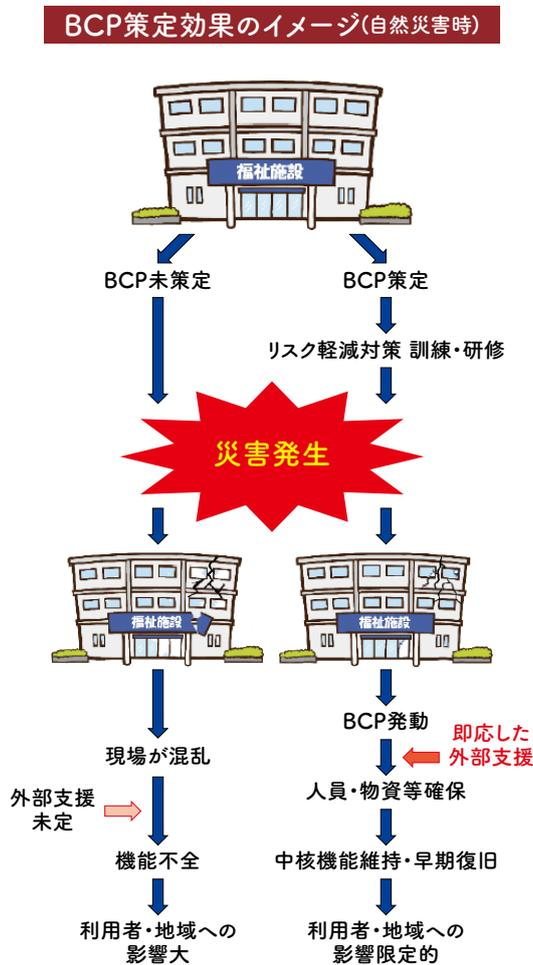 BCP策定効果のイメージ(自然災害時)
福祉施設
BCP未策定
BCP策定
リスク軽減対策 訓練・研修
災害発生
福祉施設
福祉施設
BCP発動
即応した
外部支援
現場が混乱
人員・物資等確保
外部支援
未定
機能不全
中核機能維持・早期復旧
利用者・地域への
影響大
利用者・地域への
影響限定的